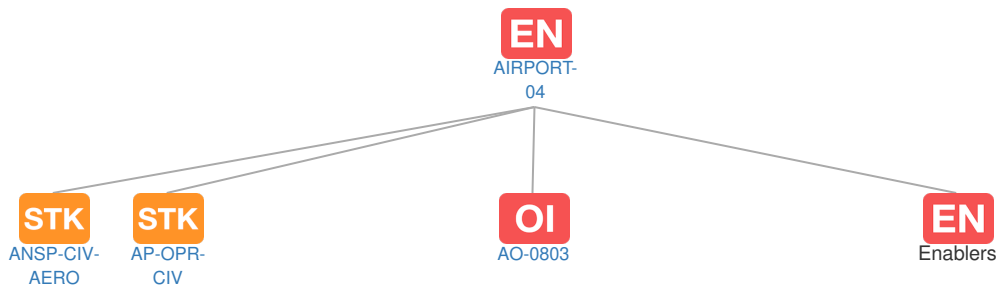 EN
AIRPORT-
04
STK
ANSP-CIV-
AERO
STK
AP-OPR-
CIV
OI
AO-0803
EN
Enablers